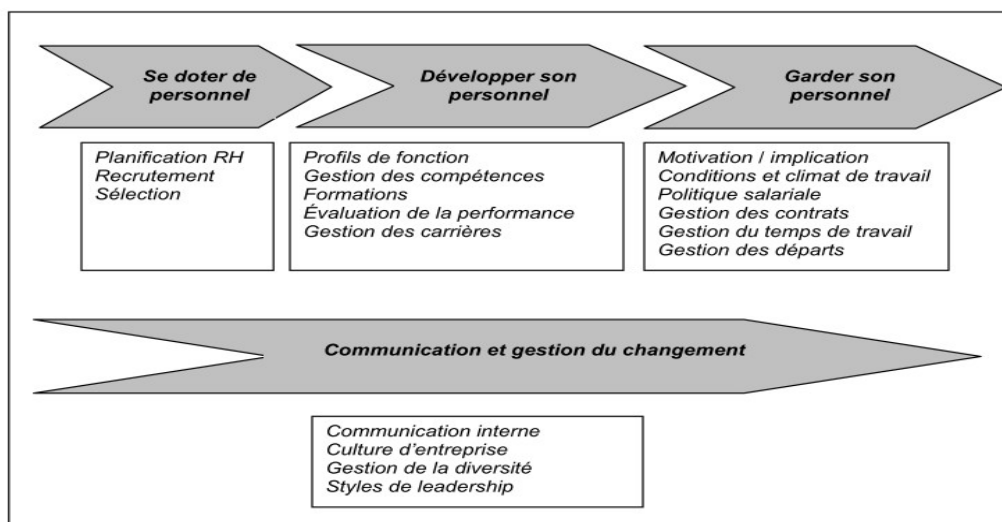 Se doter de
personnel
Développer son
personnel
Garder son
personnel
Planification RH
Recrutement
Sélection
Profils de fonction
Gestion des compétences
Formations
Évaluation de la performance
Gestion des carrières
Motivation / implication
Conditions et climat de travail
Politique salariale
Gestion des contrats
Gestion du temps de travail
Gestion des départs
Communication et gestion du changement
Communication interne
Culture d'entreprise
Gestion de la diversité
Styles de leadership